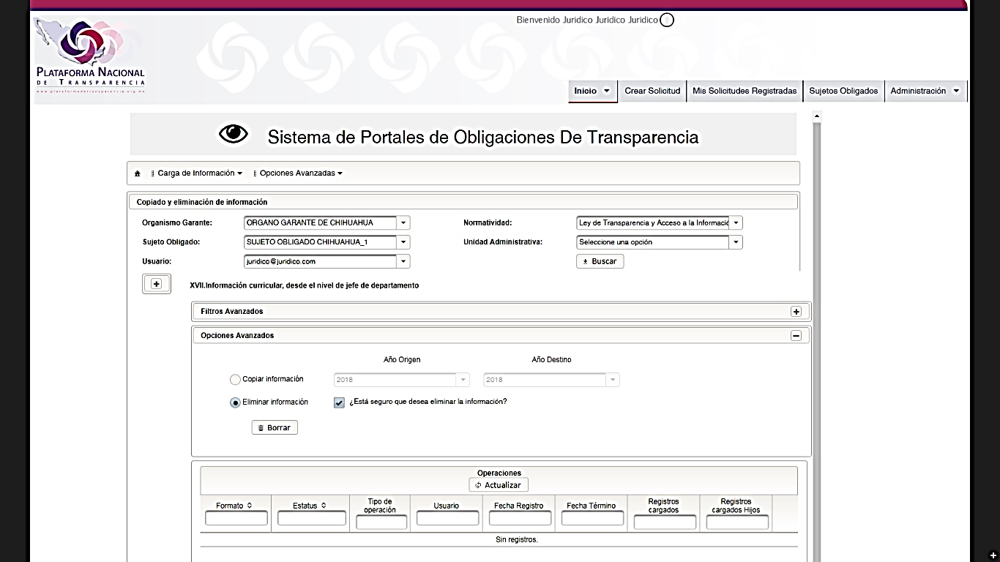 Bienvenido Juridico Juridico Juridico
PLATAFORMA NACIONAL
DE TRANSPARENCIA
www.plataformadetransparencia.org.mx
Inicio
Crear Solicitud
Mis Solicitudes Registradas
Sujetos Obligados
Administración
Sistema de Portales de Obligaciones De Transparencia
Carga de Información
Opciones Avanzadas
Copiado y eliminación de información
Organismo Garante: ORGANO GARANTE DE CHIHUAHUA
Normatividad: Ley de Transparencia y Acceso a la Informació
Sujeto Obligado: SUJETO OBLIGADO CHIHUAHUA_1
Unidad Administrativa: Seleccione una opción
Usuario: juridico@juridico.com
Buscar
XVII.Información curricular, desde el nivel de jefe de departamento
Filtros Avanzados
Opciones Avanzados
Año Origen Año Destino
Copiar información 2018 2018
Eliminar información ¿Está seguro que desea eliminar la información?
Borrar
Operaciones
Actualizar
Formato
Estatus
Tipo de
operación
Usuario
Fecha Registro
Fecha Término
Registros
cargados
Registros
cargados Hijos
Sin registros.